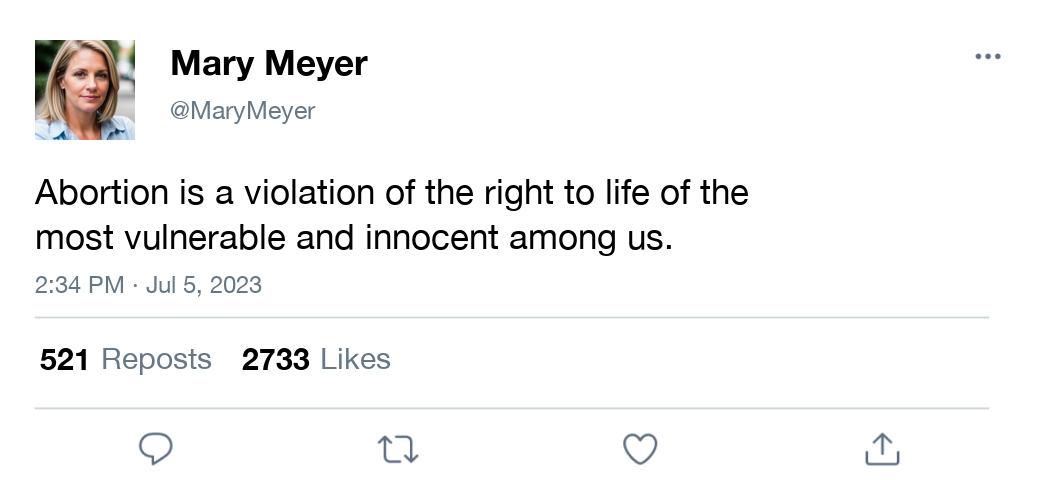 Mary Meyer
@MaryMeyer
Abortion is a violation of the right to life of the
most vulnerable and innocent among us.
2:34 PM · Jul 5, 2023
521 Reposts 2733 Likes